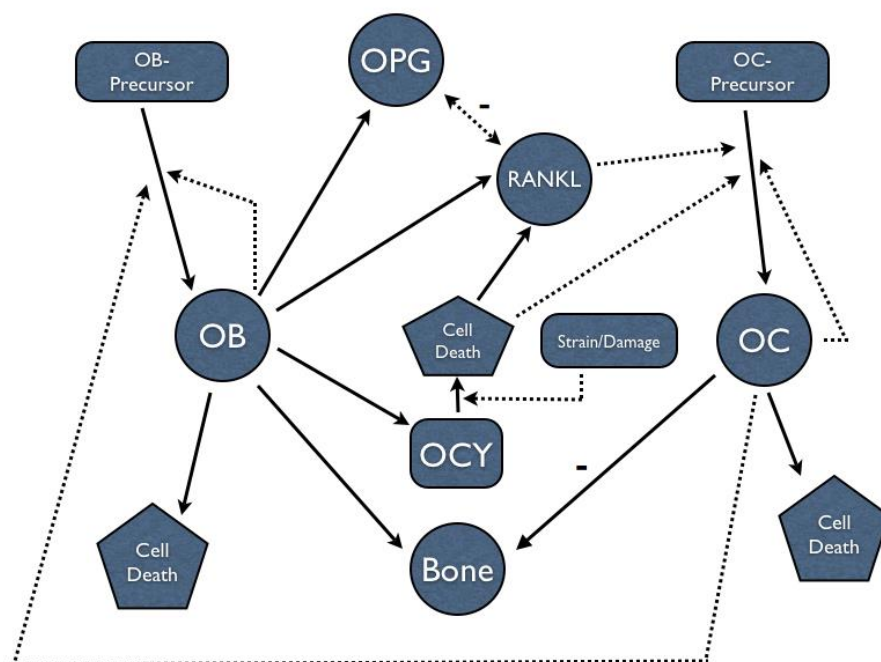 OB-
Precursor
OPG
OC-
Precursor
-
RANKL
OB
Cell
Death
Strain/Damage
OC
OCY
-
Cell
Death
Bone
Cell
Death